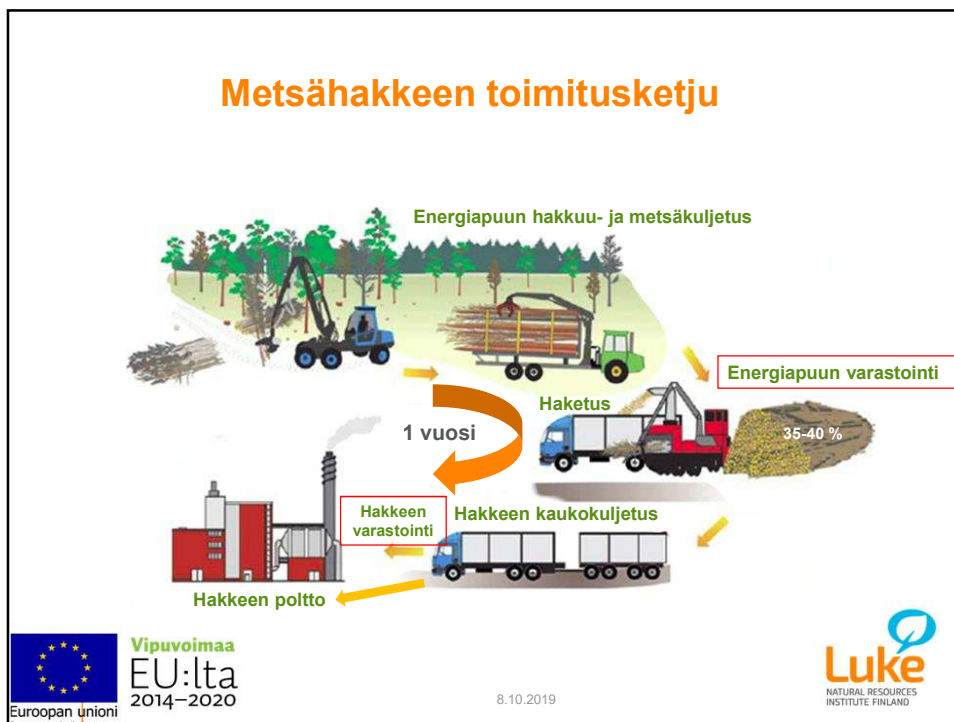 Metsähakkeen toimitusketju
Energiapuun hakkuu- ja metsäkuljetus
Energiapuun varastointi
Haketus
35-40 %
1 vuosi
Hakkeen
varastointi
Hakkeen kaukokuljetus
Hakkeen poltto
Euroopan unioni
Vipuvoimaa
EU:lta
2014–2020
8.10.2019
Luke
NATURAL RESOURCES
INSTITUTE FINLAND